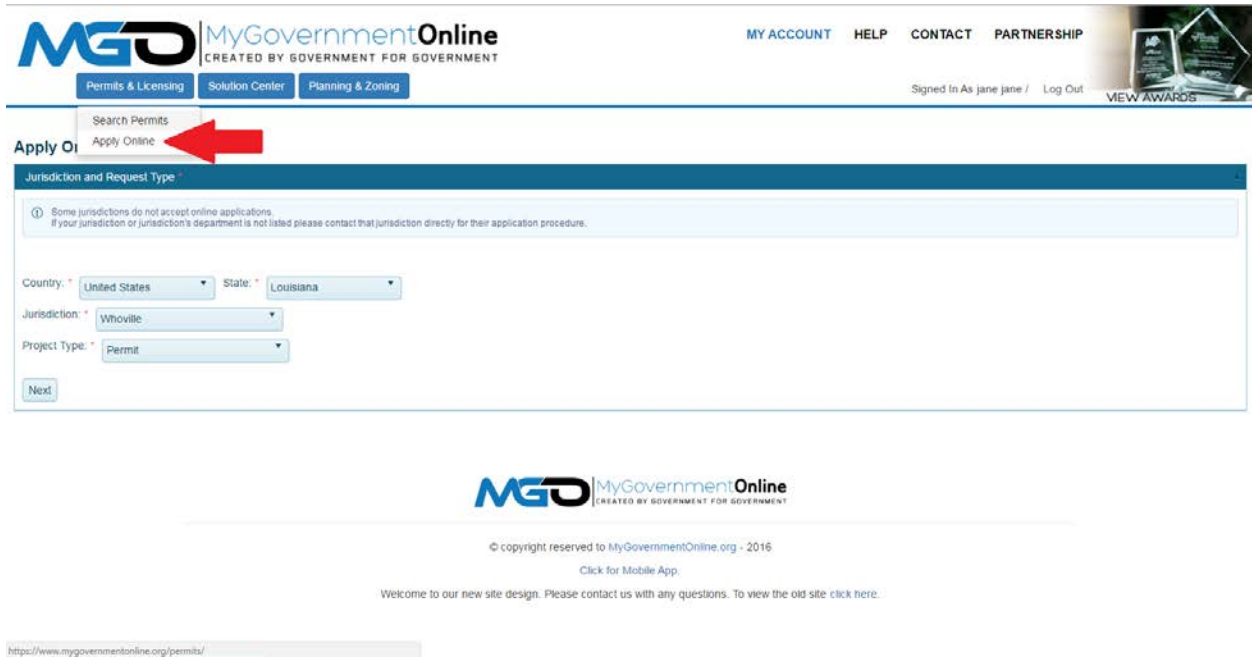 MGO MyGovernmentOnline
CREATED BY GOVERNMENT FOR GOVERNMENT
MY ACCOUNT HELP CONTACT PARTNERSHIP
Permits & Licensing Solution Center Planning & Zoning
Signed In As jane jane / Log Out
VIEW AWARDS
Search Permits
Apply Online
Apply O
Jurisdiction and Request Type *
Some jurisdictions do not accept online applications.
If your jurisdiction or jurisdiction's department is not listed please contact that jurisdiction directly for their application procedure.
Country: * United States State: * Louisiana
Jurisdiction: * Whoville
Project Type: * Permit
Next
MGO MyGovernmentOnline
CREATED BY GOVERNMENT FOR GOVERNMENT
© copyright reserved to MyGovernmentOnline.org - 2016
Click for Mobile App.
Welcome to our new site design. Please contact us with any questions. To view the old site click here.
https://www.mygovernmentonline.org/permits/